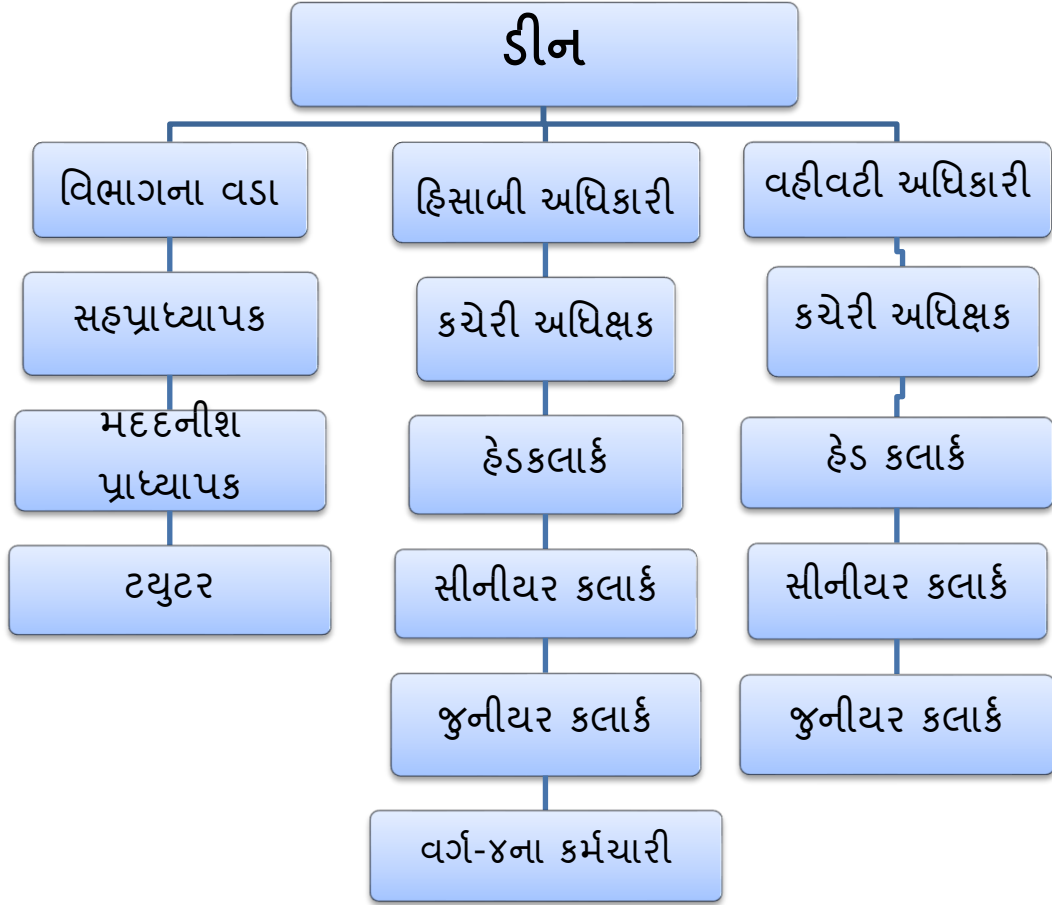 ડીન
વિભાગના વડા
હિસાબી અધિકારી
વહીવટી અધિકારી
સહપ્રાધ્યાપક
કચેરી અધિક્ષક
કચેરી અધિક્ષક
મદદનીશ
પ્રાધ્યાપક
હેડકલાર્ક
હેડ કલાર્ક
ટયુટર
સીનીયર કલાર્ક
સીનીયર કલાર્ક
જુનીયર કલાર્ક
જુનીયર કલાર્ક
વર્ગ-૪ના કર્મચારી